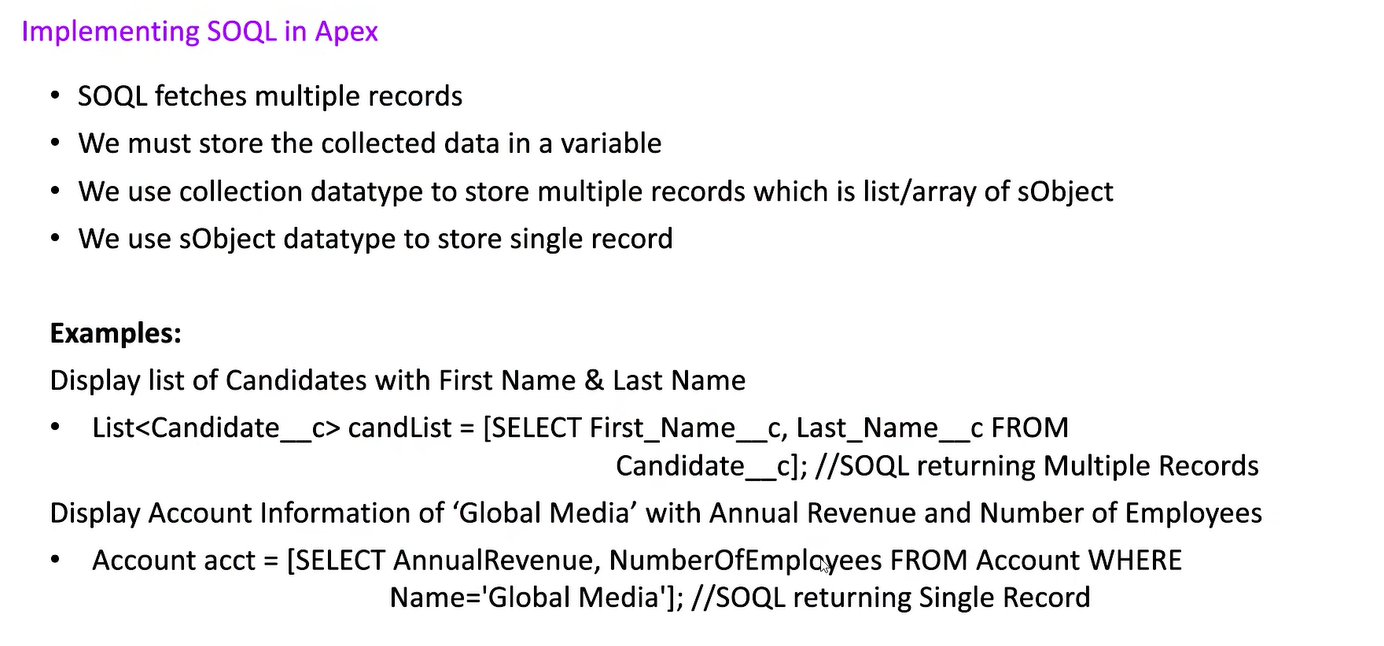 Implementing SOQL in Apex
• SOQL fetches multiple records
• We must store the collected data in a variable
• We use collection datatype to store multiple records which is list/array of sObject
• We use sObject datatype to store single record
Examples:
Display list of Candidates with First Name & Last Name
• List<Candidate__c> candList = [SELECT First_Name__c, Last_Name__c FROM
Candidate__c]; //SOQL returning Multiple Records
Display Account Information of ‘Global Media’ with Annual Revenue and Number of Employees
• Account acct = [SELECT AnnualRevenue, NumberOfEmployees FROM Account WHERE
Name='Global Media']; //SOQL returning Single Record